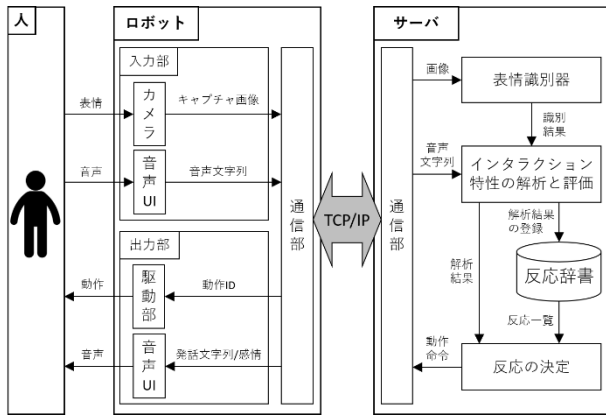 人
ロボット
サーバ
入力部
表情
カメラ
キャプチャ画像
音声
音声
UI
音声文字列
出力部
動作
駆動部
動作ID
音声
音声
UI
発話文字列/感情
通信部
TCP/IP
通信部
画像
表情識別器
識別
結果
音声
文字列
インタラクション
特性の解析と評価
解析結果
の登録
解析
結果
反応辞書
反応一覧
動作
命令
反応の決定